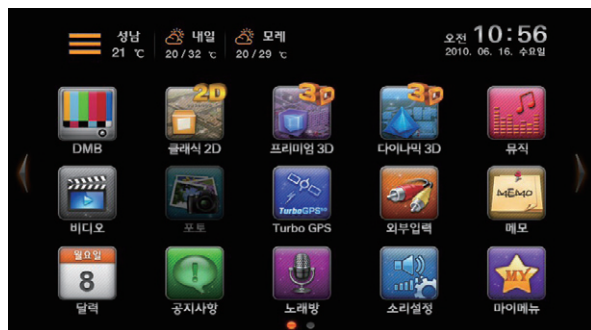 성남 내일 모레
21 ℃ 20 / 32 ℃ 20 / 29 ℃
오전 10:56
2010. 06. 16. 수요일
2D 3D 3D
DMB 클래식 2D 프리미엄 3D 다이나믹 3D 뮤직
TurboGPS MEMO
비디오 포토 Turbo GPS 외부입력 메모
월요일
8 MY
달력 공지사항 노래방 소리설정 마이메뉴